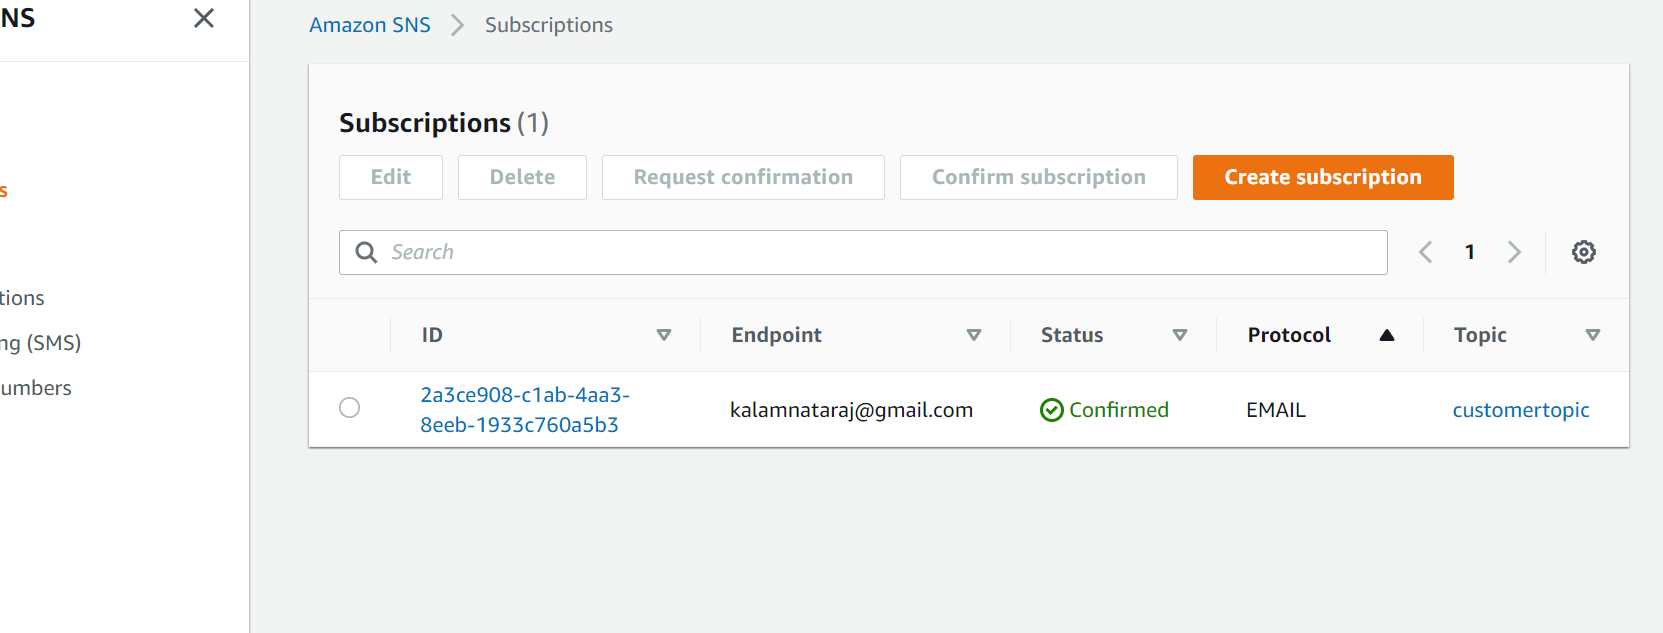 NS
Amazon SNS
Subscriptions
Subscriptions (1)
Edit
Delete
Request confirmation
Confirm subscription
Create subscription
s
Search
1
tions
ng (SMS)
umbers
ID
Endpoint
Status
Protocol
Topic
2a3ce908-c1ab-4aa3-
8eeb-1933c760a5b3
kalamnataraj@gmail.com
Confirmed
EMAIL
customertopic